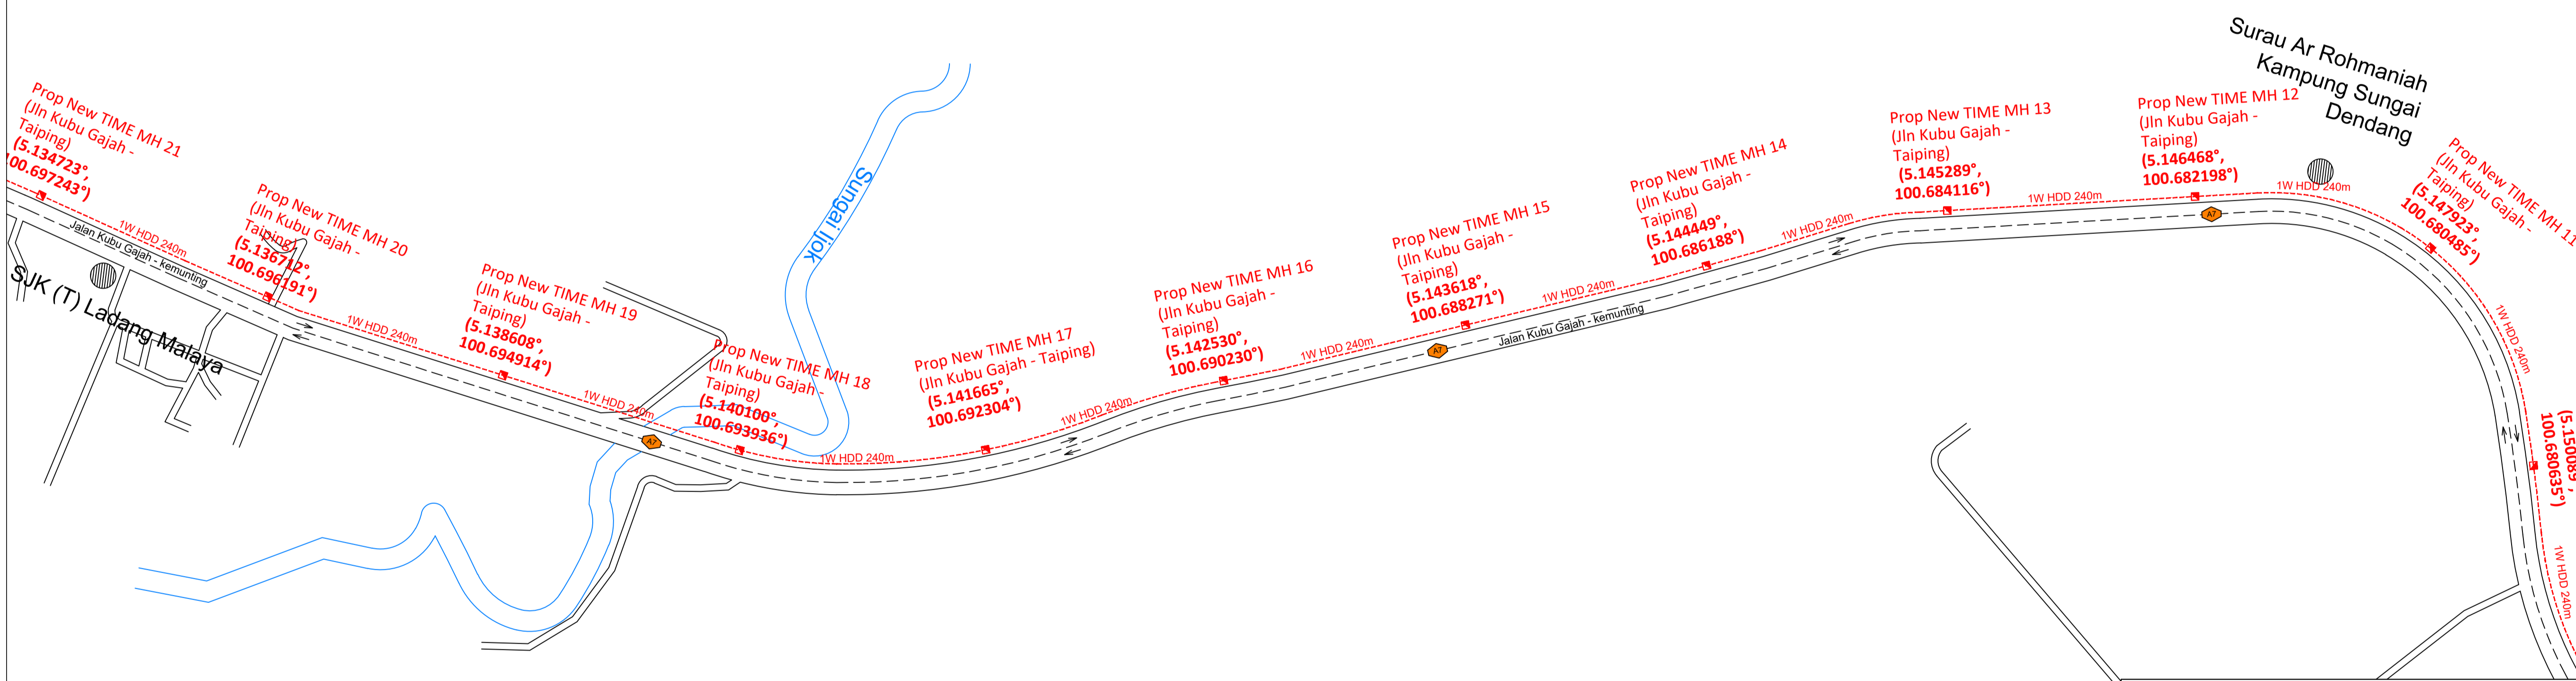 Prop New TIME MH 21
(Jln Kubu Gajah -
Taiping)
(5.134723°,
100.697243°)
1W HDD 240m
Jalan Kubu Gajah - kemunting
SJK (T) Ladang Malaya
Prop New TIME MH 20
(Jln Kubu Gajah -
Taiping)
(5.136712°,
100.696191°)
1W HDD 240m
Prop New TIME MH 19
(Jln Kubu Gajah -
Taiping)
(5.138608°,
100.694914°)
1W HDD 240m
A7
Prop New TIME MH 18
(Jln Kubu Gajah -
Taiping)
(5.140100°,
100.693936°)
Sungai Ijok
1W HDD 240m
Prop New TIME MH 17
(Jln Kubu Gajah - Taiping)
(5.141665°,
100.692304°)
1W HDD 240m
Prop New TIME MH 16
(Jln Kubu Gajah -
Taiping)
(5.142530°,
100.690230°)
1W HDD 240m
Prop New TIME MH 15
(Jln Kubu Gajah -
Taiping)
(5.143618°,
100.688271°)
A7
1W HDD 240m
Jalan Kubu Gajah - kemunting
Prop New TIME MH 14
(Jln Kubu Gajah -
Taiping)
(5.144449°,
100.686188°)
1W HDD 240m
Prop New TIME MH 13
(Jln Kubu Gajah -
Taiping)
(5.145289°,
100.684116°)
1W HDD 240m
Prop New TIME MH 12
(Jln Kubu Gajah -
Taiping)
(5.146468°,
100.682198°)
A7
Surau Ar Rohmaniah
Kampung Sungai
Dendang
1W HDD 240m
Prop New TIME MH 11
(Jln Kubu Gajah -
Taiping)
(5.147923°,
100.680485°)
1W HDD 240m
(5.150089°,
100.680635°)
1W HDD 240m